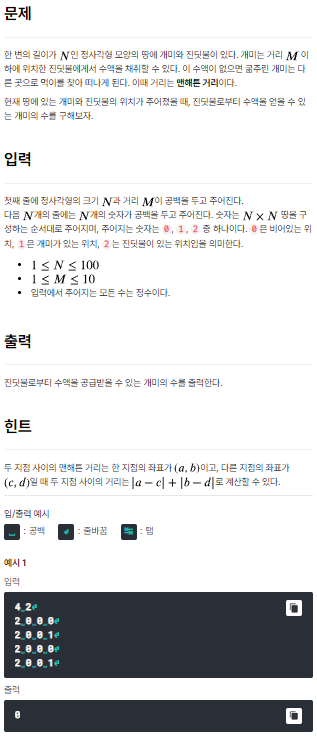 문제
한 변의 길이가 N인 정사각형 모양의 땅에 개미와 진딧물이 있다. 개미는 거리 M 이
하에 위치한 진딧물에게서 수액을 채취할 수 있다. 이 수액이 없으면 굶주린 개미는 다
른 곳으로 먹이를 찾아 떠나게 된다. 이때 거리는 맨해튼 거리이다.
현재 땅에 있는 개미와 진딧물의 위치가 주어졌을 때, 진딧물로부터 수액을 얻을 수 있
는 개미의 수를 구해보자.
입력
첫째 줄에 정사각형의 크기 N과 거리 M이 공백을 두고 주어진다.
다음 N개의 줄에는 N개의 숫자가 공백을 두고 주어진다. 숫자는 N × N 땅을 구
성하는 순서대로 주어지며, 주어지는 숫자는 0, 1, 2 중 하나이다. 0은 비어있는 위
치, 1은 개미가 있는 위치, 2는 진딧물이 있는 위치임을 의미한다.
• 1 ≤ N ≤ 100
• 1 ≤ M ≤ 10
• 입력에서 주어지는 모든 수는 정수이다.
출력
진딧물로부터 수액을 공급받을 수 있는 개미의 수를 출력한다.
힌트
두 지점 사이의 맨해튼 거리는 한 지점의 좌표가 (a, b)이고, 다른 지점의 좌표가
(c, d)일 때 두 지점 사이의 거리는 |a − c| + |b − d|로 계산할 수 있다.
입/출력 예시
␣ : 공백 ↵ : 줄바꿈 ↹ : 탭
예시 1
입력
4␣2↵
2␣0␣0␣0↵
2␣0␣0␣1↵
2␣0␣0␣0↵
2␣0␣0␣1↵
출력
0